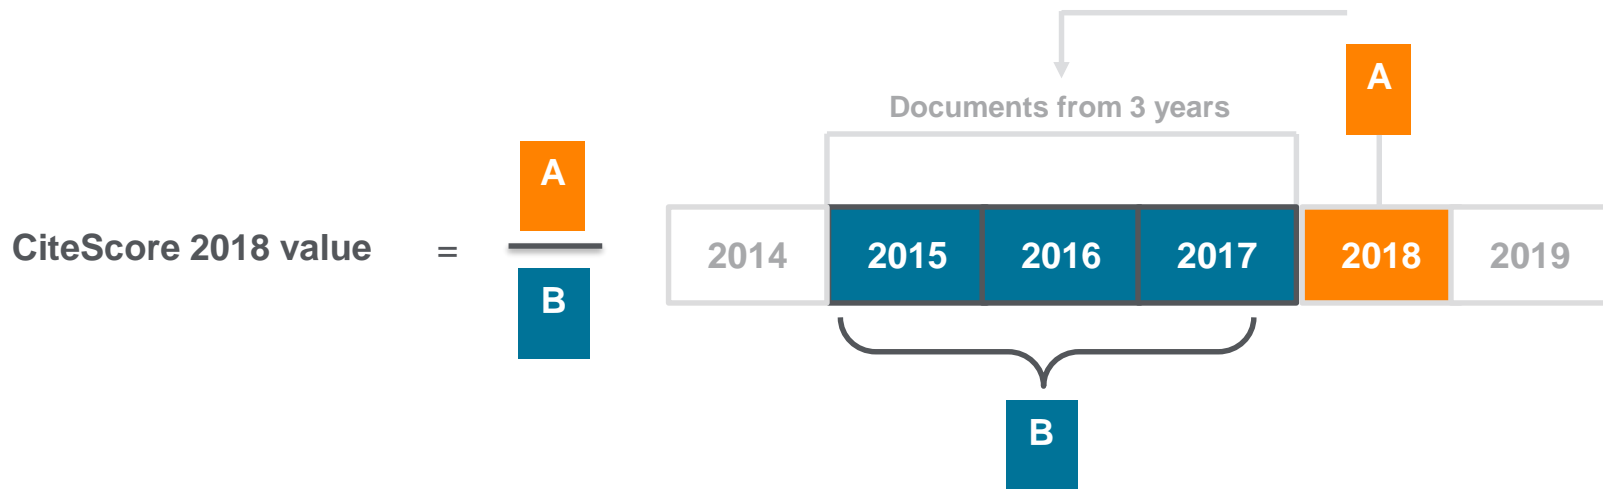 A
Documents from 3 years
A
CiteScore 2018 value =
2014 2015 2016 2017 2018 2019
B
B